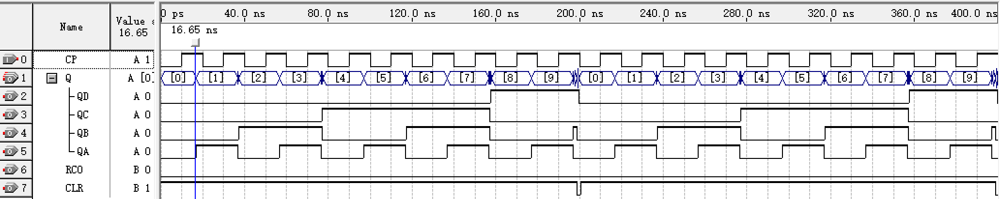 0 ps 40.0 ns 80.0 ns 120.0 ns 160.0 ns 200.0 ns 240.0 ns 280.0 ns 320.0 ns 360.0 ns 400.0 ns
Name
Value
16.65
16.65 ns
0 CP A 1
1 Q A [0] [0] [1] [2] [3] [4] [5] [6] [7] [8] [9] [0] [1] [2] [3] [4] [5] [6] [7] [8] [9]
2 QD A 0
3 QC A 0
4 QB A 0
5 QA A 0
6 RCO B 0
7 CLR B 1